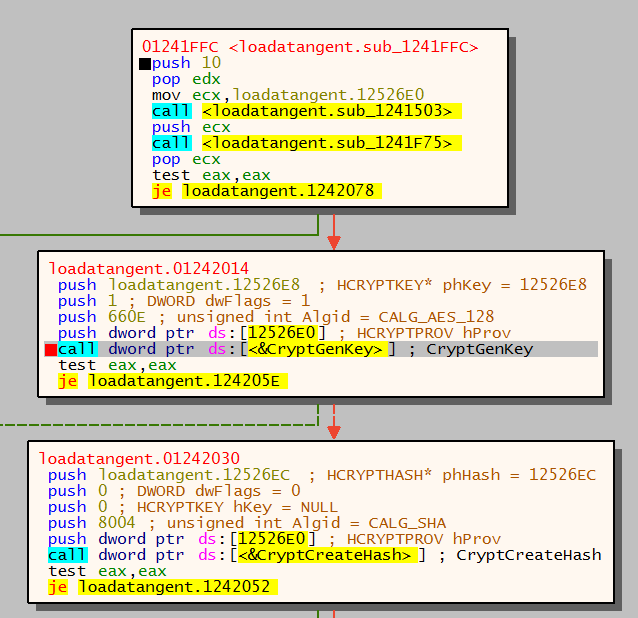 01241FFC <loadatangent.sub_1241FFC>
push 10
pop edx
mov ecx,loadatangent.12526E0
call <loadatangent.sub_1241503>
push ecx
call <loadatangent.sub_1241F75>
pop ecx
test eax,eax
je loadatangent.1242078
loadatangent.01242014
push loadatangent.12526E8 ; HCRYPTKEY* phKey = 12526E8
push 1 ; DWORD dwFlags = 1
push 660E ; unsigned int Algid = CALG_AES_128
push dword ptr ds:[12526E0] ; HCRYPTPROV hProv
call dword ptr ds:[<&CryptGenKey>] ; CryptGenKey
test eax,eax
je loadatangent.124205E
loadatangent.01242030
push loadatangent.12526EC ; HCRYPTHASH* phHash = 12526EC
push 0 ; DWORD dwFlags = 0
push 0 ; HCRYPTKEY hKey = NULL
push 8004 ; unsigned int Algid = CALG_SHA
push dword ptr ds:[12526E0] ; HCRYPTPROV hProv
call dword ptr ds:[<&CryptCreateHash>] ; CryptCreateHash
test eax,eax
je loadatangent.1242052